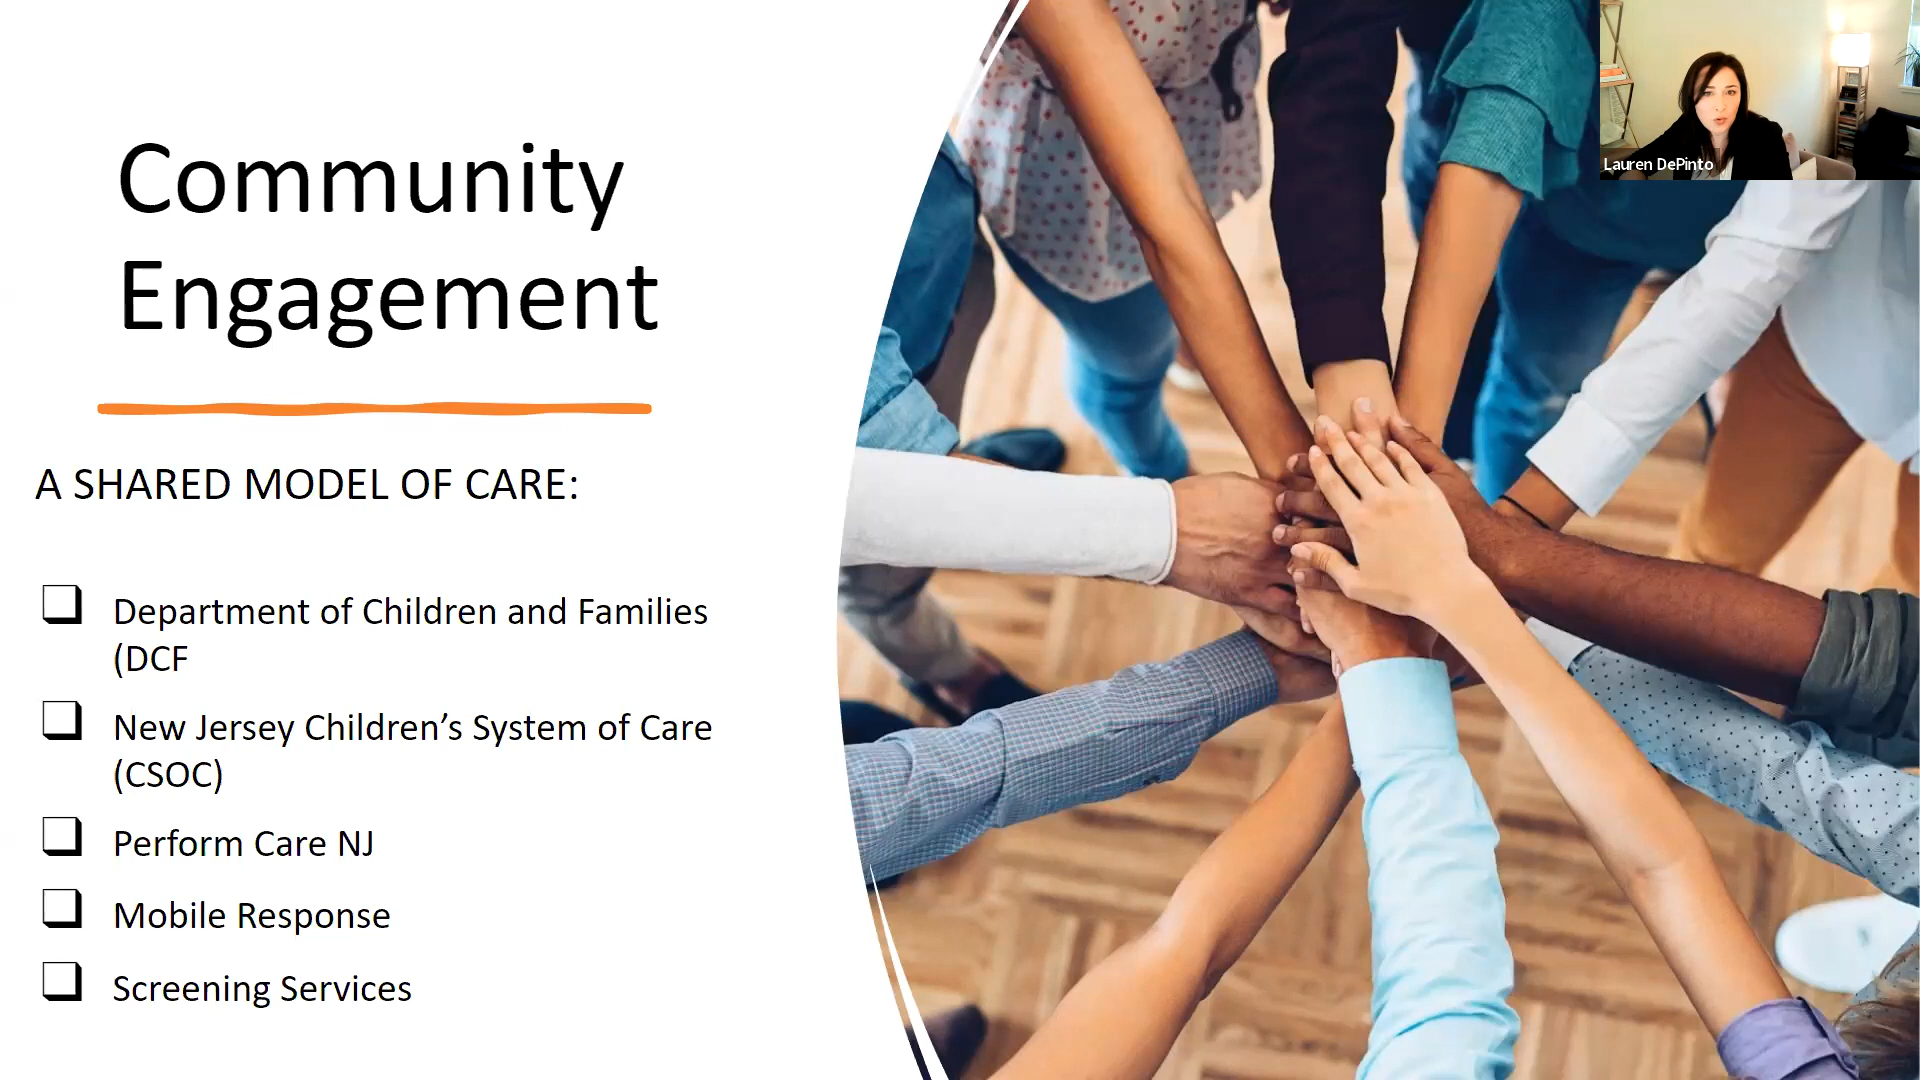 Community
Engagement
A SHARED MODEL OF CARE:
Department of Children and Families
(DCF
New Jersey Children’s System of Care
(CSOC)
Perform Care NJ
Mobile Response
Screening Services
Lauren DePinto